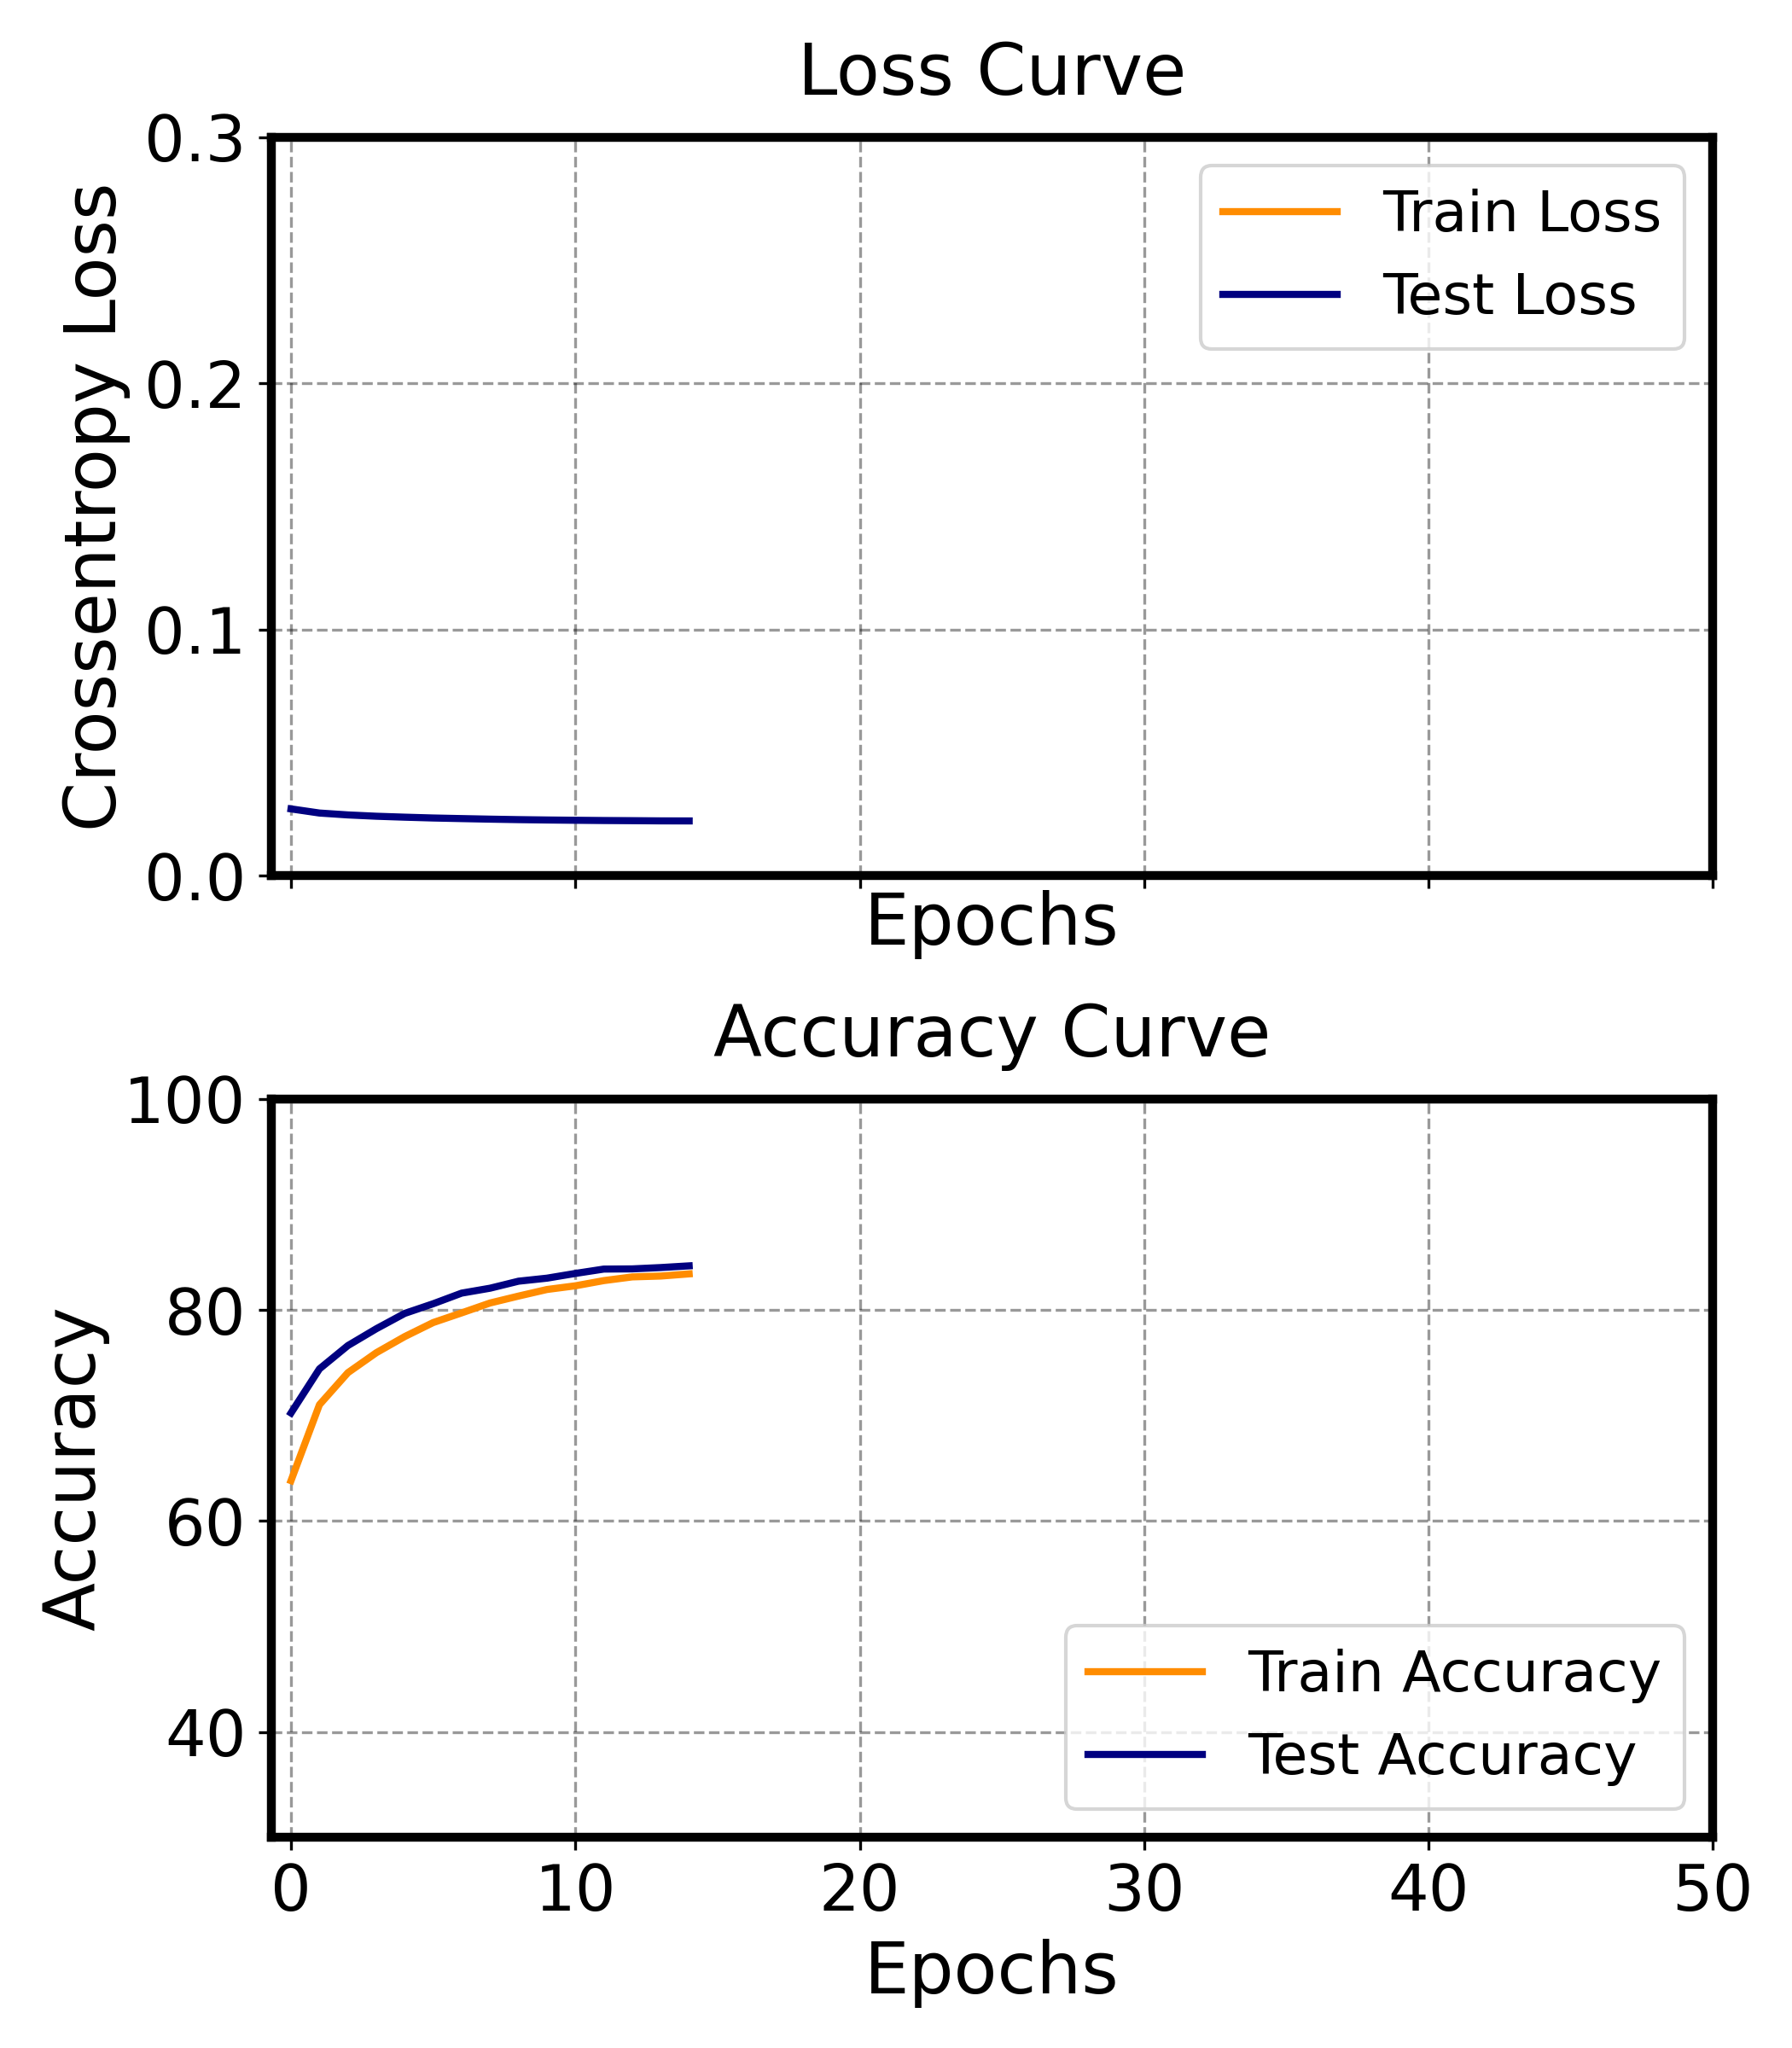 Loss Curve
0.3
0.2
0.1
0.0
Crossentropy Loss
Train Loss
Test Loss
Epochs
Accuracy Curve
100
80
60
40
Accuracy
Train Accuracy
Test Accuracy
0 10 20 30 40 50
Epochs